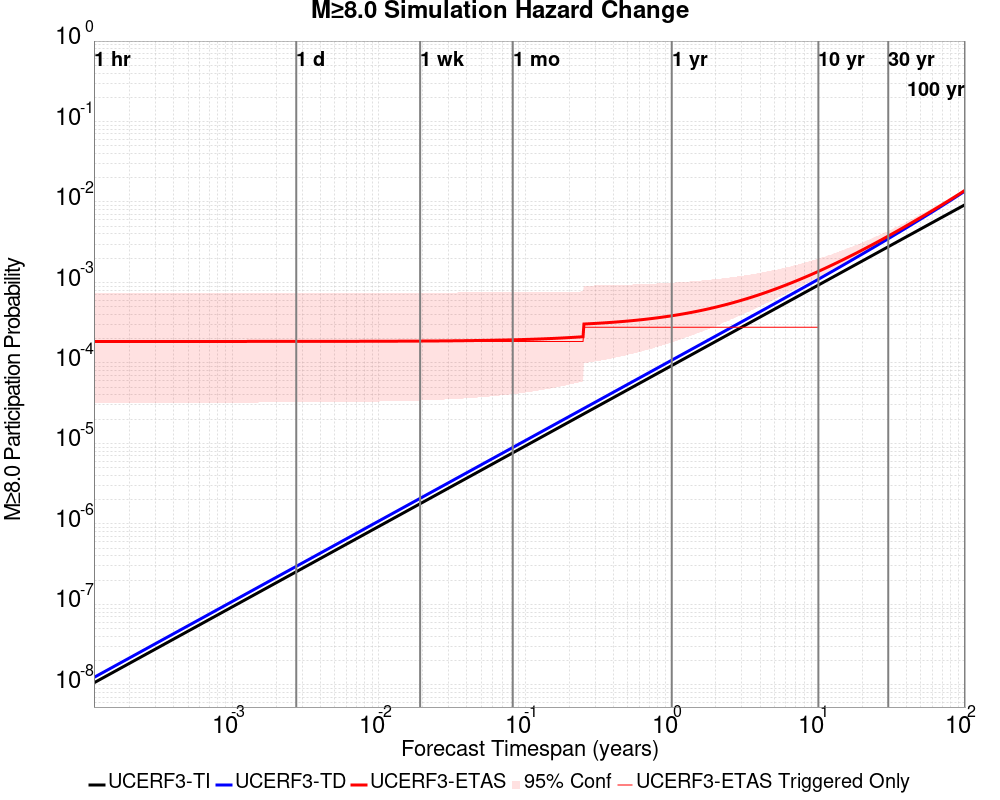 M≥8.0 Simulation Hazard Change
10^0
1 hr 1 d 1 wk 1 mo 1 yr 10 yr 30 yr
100 yr
10^-1
10^-2
10^-3
10^-4
10^-5
10^-6
10^-7
10^-8
M≥8.0 Participation Probability
10^-3 10^-2 10^-1 10^0 10^1 10^2
Forecast Timespan (years)
UCERF3-TI UCERF3-TD UCERF3-ETAS 95% Conf UCERF3-ETAS Triggered Only